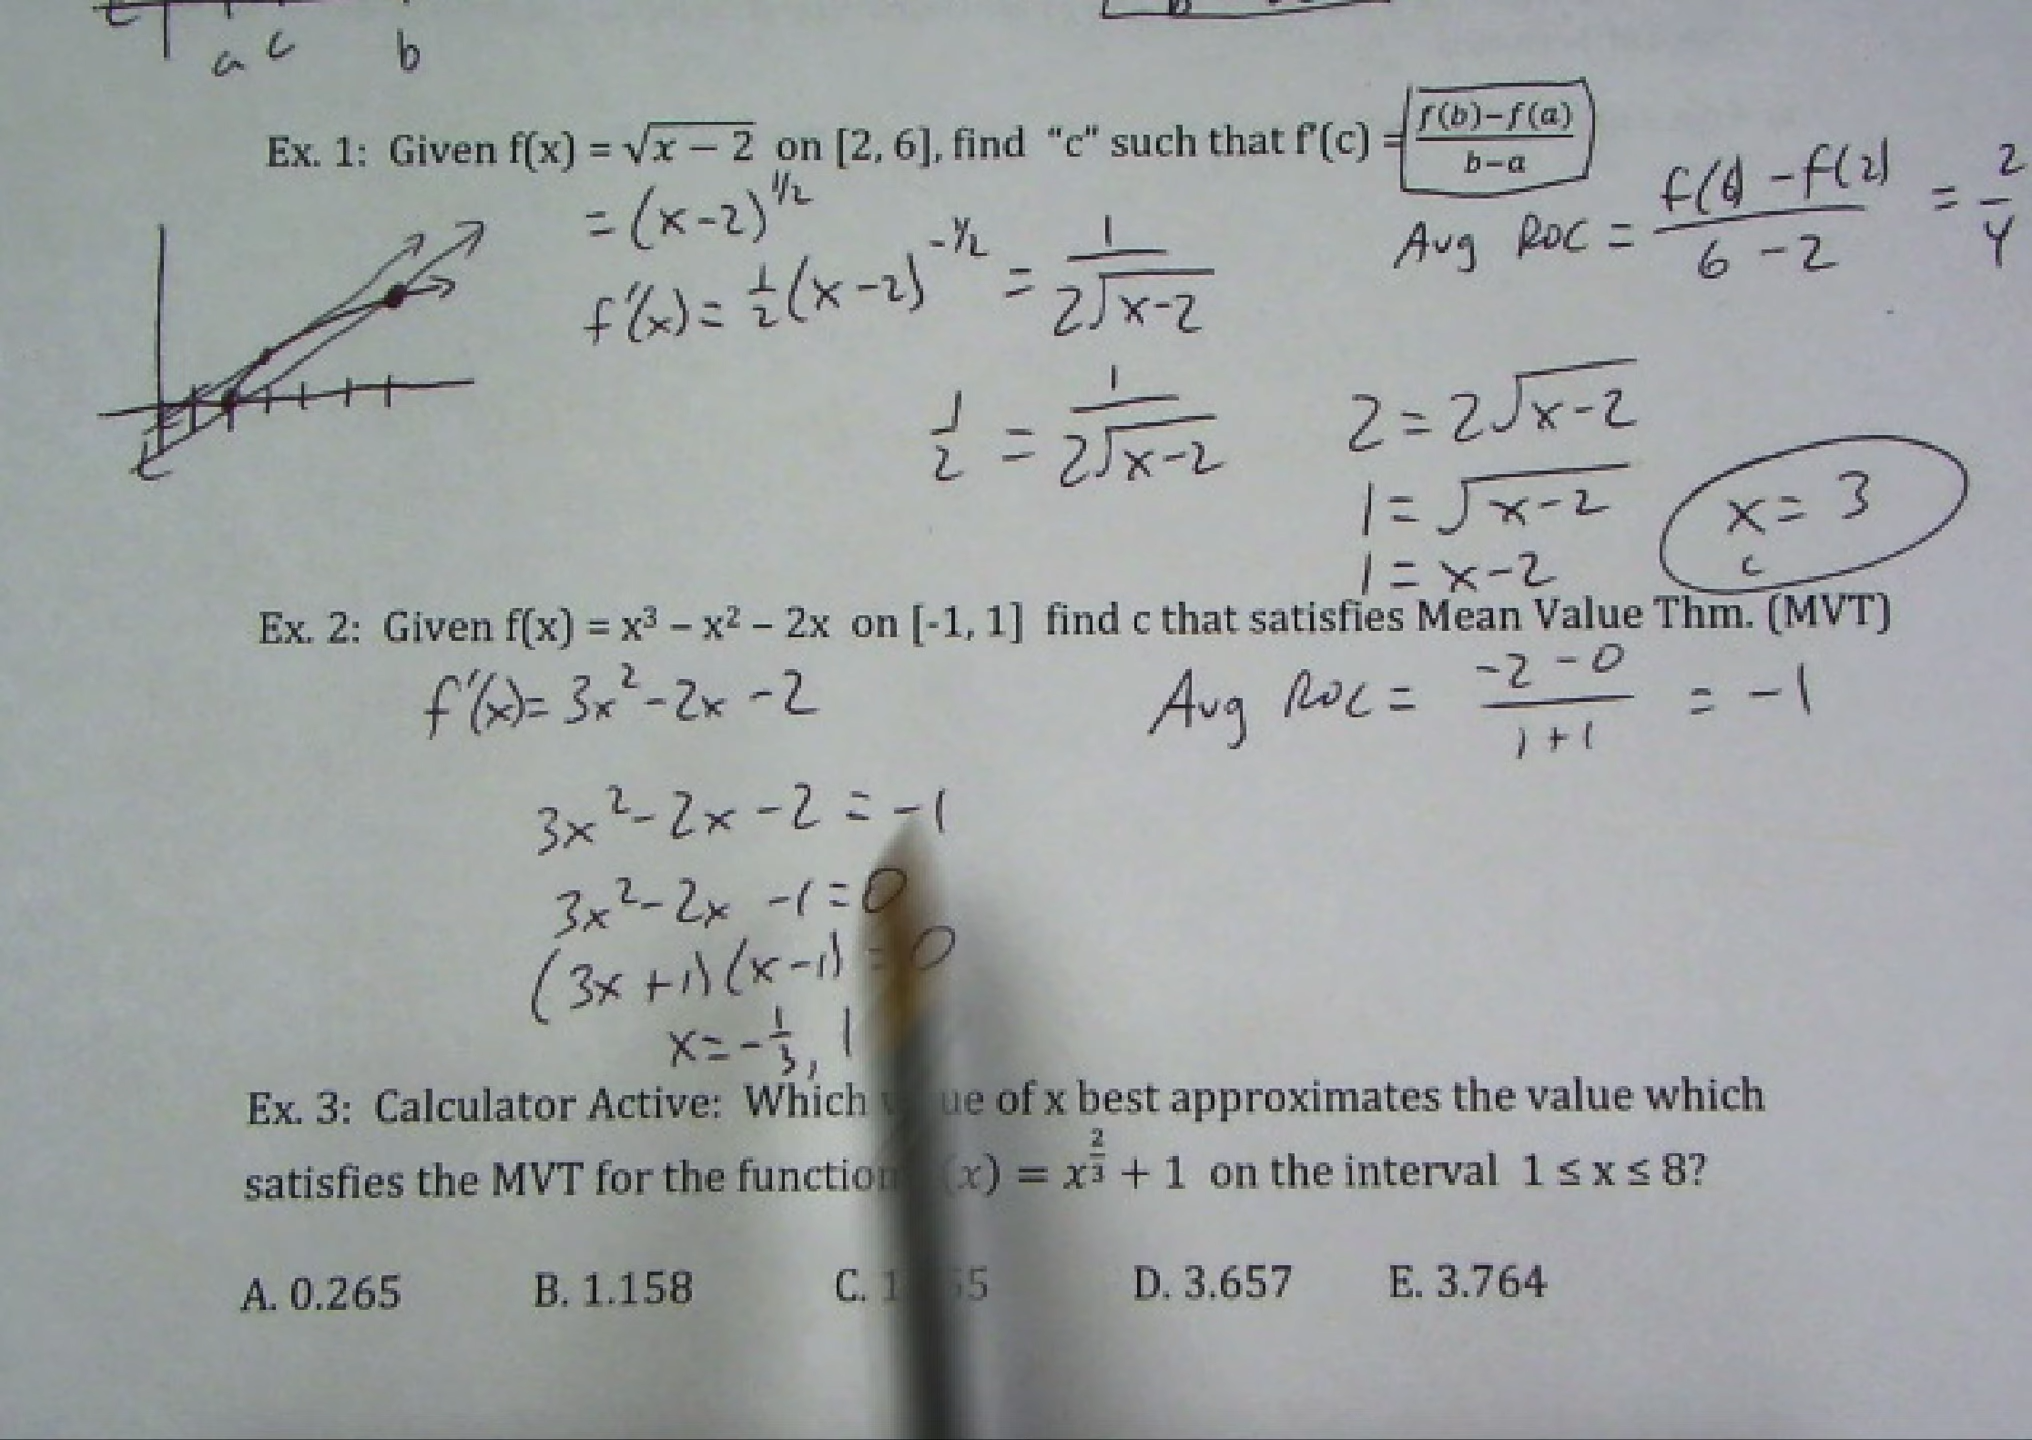 a c b
Ex. 1: Given f(x) = √x − 2 on [2, 6], find "c" such that f'(c) = f(b)−f(a) / b−a
= (x-2)^1/2
Avg ROC = f(6) - f(2) / 6 - 2 = 2/4
f'(x) = 1/2 (x-2)^-1/2 = 1 / 2√x-2
1/2 = 1 / 2√x-2
2 = 2√x-2
1 = √x-2
x = 3
1 = x-2
c
Ex. 2: Given f(x) = x³ – x² – 2x on [-1, 1] find c that satisfies Mean Value Thm. (MVT)
f'(x) = 3x² - 2x - 2
Avg ROC = -2 - 0 / 1 + 1 = -1
3x² - 2x - 2 = -1
3x² - 2x - 1 = 0
(3x + 1)(x - 1) = 0
x = -1/3, 1
Ex. 3: Calculator Active: Which ue of x best approximates the value which
satisfies the MVT for the function (x) = x^2/3 + 1 on the interval 1 ≤ x ≤ 8?
A. 0.265 B. 1.158 C. D. 3.657 E. 3.764